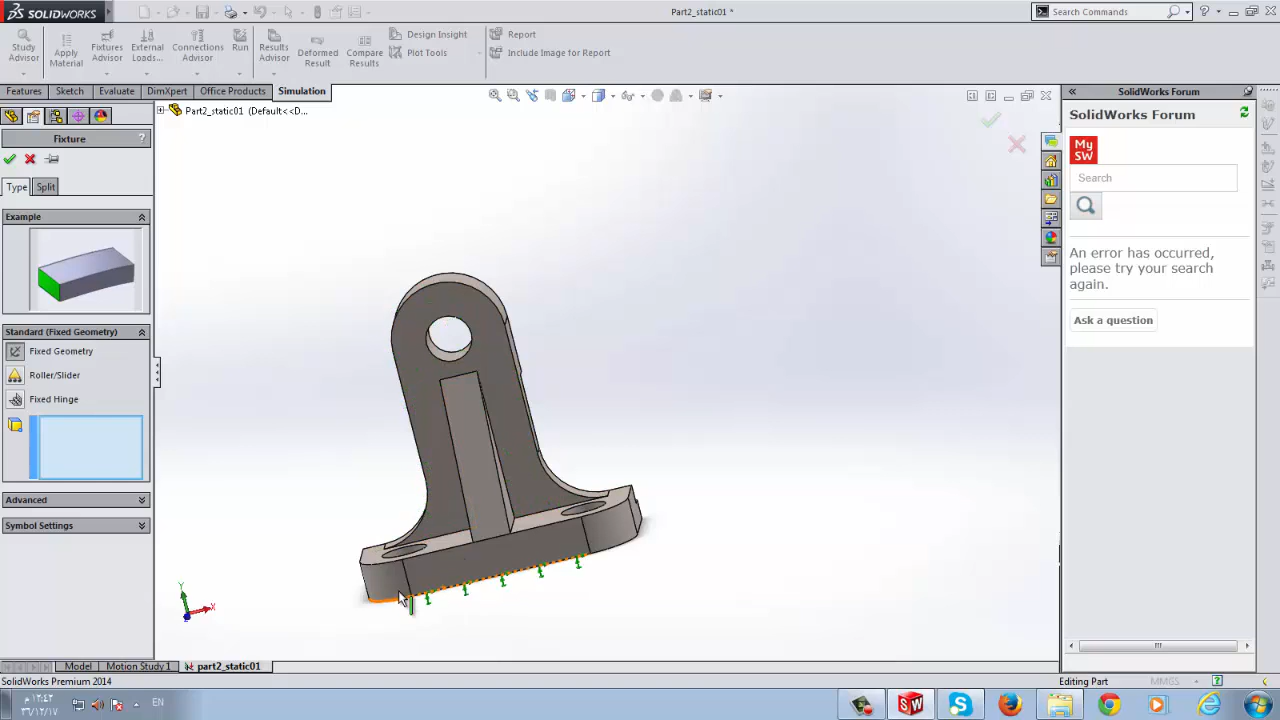 SOLIDWORKS
Part2_static01 *
Search Commands
Study Advisor
Apply Material
Fixtures Advisor
External Loads...
Connections Advisor
Run
Results Advisor
Deformed Result
Compare Results
Design Insight
Plot Tools
Report
Include Image for Report
Features
Sketch
Evaluate
DimXpert
Office Products
Simulation
Part2_static01 (Default<<D...
Fixture
?
Type
Split
Example
Standard (Fixed Geometry)
Fixed Geometry
Roller/Slider
Fixed Hinge
Advanced
Symbol Settings
Y
X
SolidWorks Forum
SolidWorks Forum
My
SW
Search
An error has occurred,
please try your search
again.
Ask a question
Model
Motion Study 1
part2_static01
SolidWorks Premium 2014
Editing Part
MMGS
EN
SW